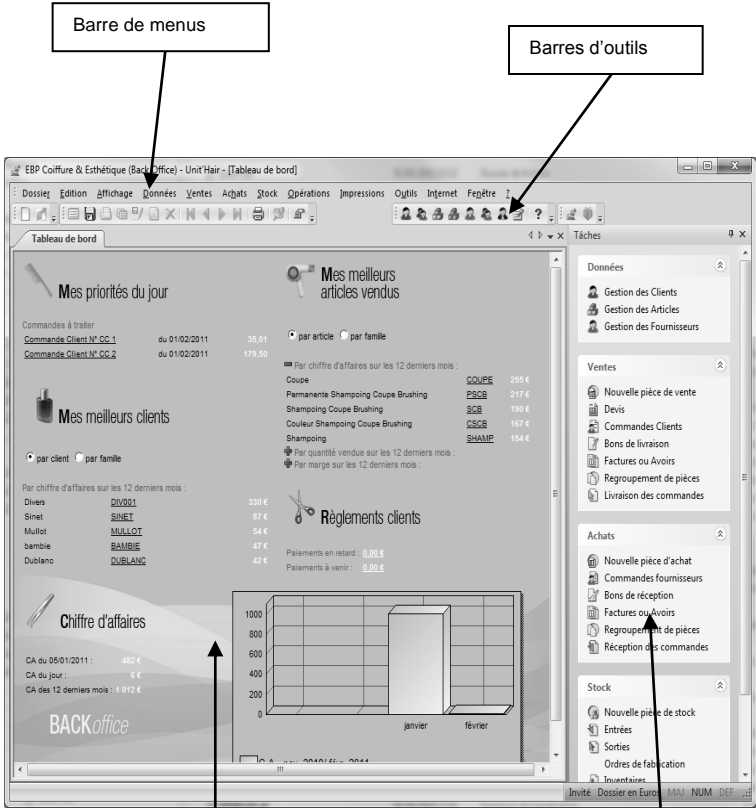 Barre de menus
Barres d'outils
EBP Coiffure & Esthétique (Back Office) - Unit'Hair - [Tableau de bord]
Dossier Edition Affichage Données Ventes Achats Stock Opérations Impressions Outils Internet Fenêtre ?
Tableau de bord
Mes priorités du jour
Commandes à traiter
Commande Client N° CC 1 du 01/02/2011 35,01
Commande Client N° CC 2 du 01/02/2011 179,50
Mes meilleurs clients
par client par famille
Par chiffre d'affaires sur les 12 derniers mois :
Divers DIV001 330 €
Sinet SINET 87 €
Mullot MULLOT 54 €
bambie BAMBIE 47 €
Dublanc DUBLANC 42 €
Chiffre d'affaires
CA du 05/01/2011 : 482 €
CA du jour : 6 €
CA des 12 derniers mois : 1 012 €
BACKoffice
Mes meilleurs
articles vendus
par article par famille
Par chiffre d'affaires sur les 12 derniers mois :
Coupe COUPE 255 €
Permanente Shampoing Coupe Brushing PSCB 217 €
Shampoing Coupe Brushing SCB 190 €
Couleur Shampoing Coupe Brushing CSCB 167 €
Shampoing SHAMP 154 €
Par quantité vendue sur les 12 derniers mois :
Par marge sur les 12 derniers mois :
Règlements clients
Paiements en retard : 0,00 €
Paiements à venir : 0,00 €
1000
800
600
400
200
0
janvier février
Tâches
Données
Gestion des Clients
Gestion des Articles
Gestion des Fournisseurs
Ventes
Nouvelle pièce de vente
Devis
Commandes Clients
Bons de livraison
Factures ou Avoirs
Regroupement de pièces
Livraison des commandes
Achats
Nouvelle pièce d'achat
Commandes fournisseurs
Bons de réception
Factures ou Avoirs
Regroupement de pièces
Réception des commandes
Stock
Nouvelle pièce de stock
Entrées
Sorties
Ordres de fabrication
Inventaires
Invité Dossier en Euros MAJ NUM DEF